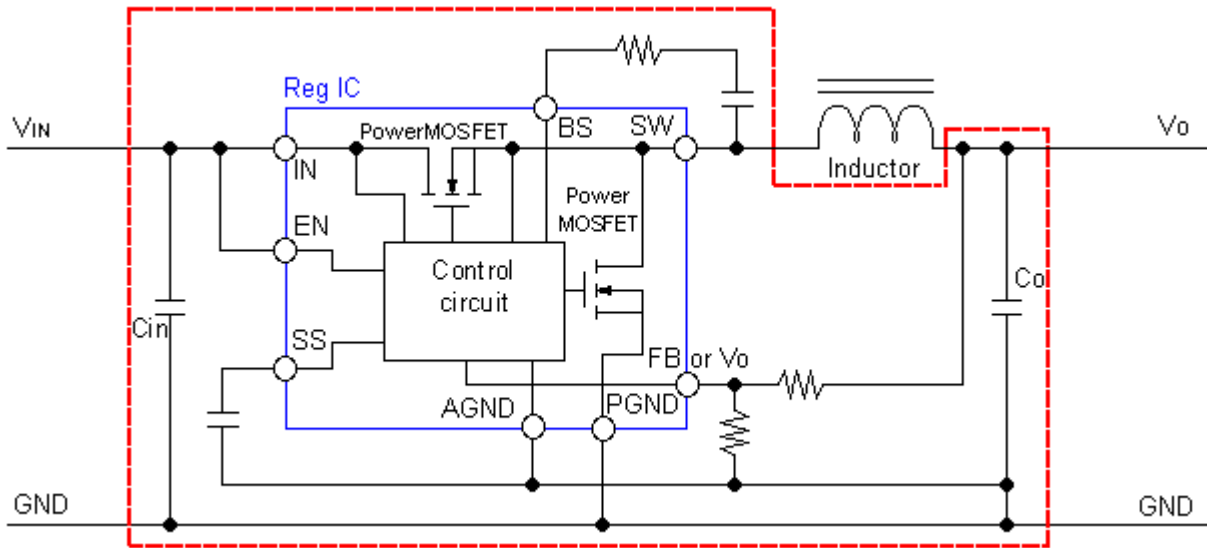 Reg IC
VIN
PowerMOSFET
BS
SW
Vo
IN
Inductor
Power
MOSFET
EN
Control
circuit
Co
Cin
SS
FB or Vo
AGND
PGND
GND
GND